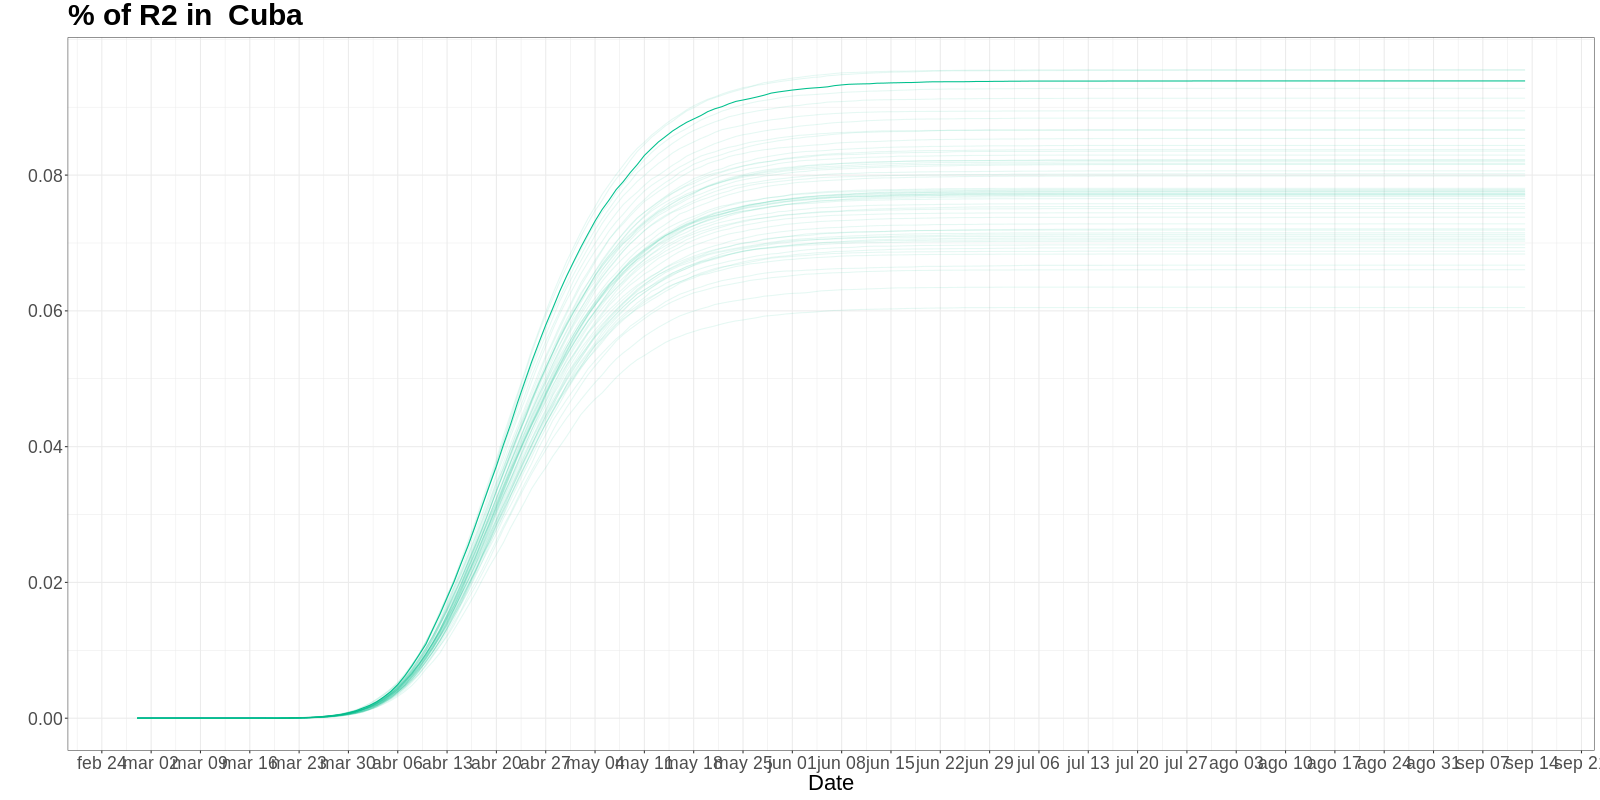 % of R2 in  Cuba
0.08
0.06
0.04
0.02
0.00
feb 24 mar 02 mar 09 mar 16 mar 23 mar 30 abr 06 abr 13 abr 20 abr 27 may 04 may 11 may 18 may 25 jun 01 jun 08 jun 15 jun 22 jun 29 jul 06 jul 13 jul 20 jul 27 ago 03 ago 10 ago 17 ago 24 ago 31 sep 07 sep 14 sep 21
Date